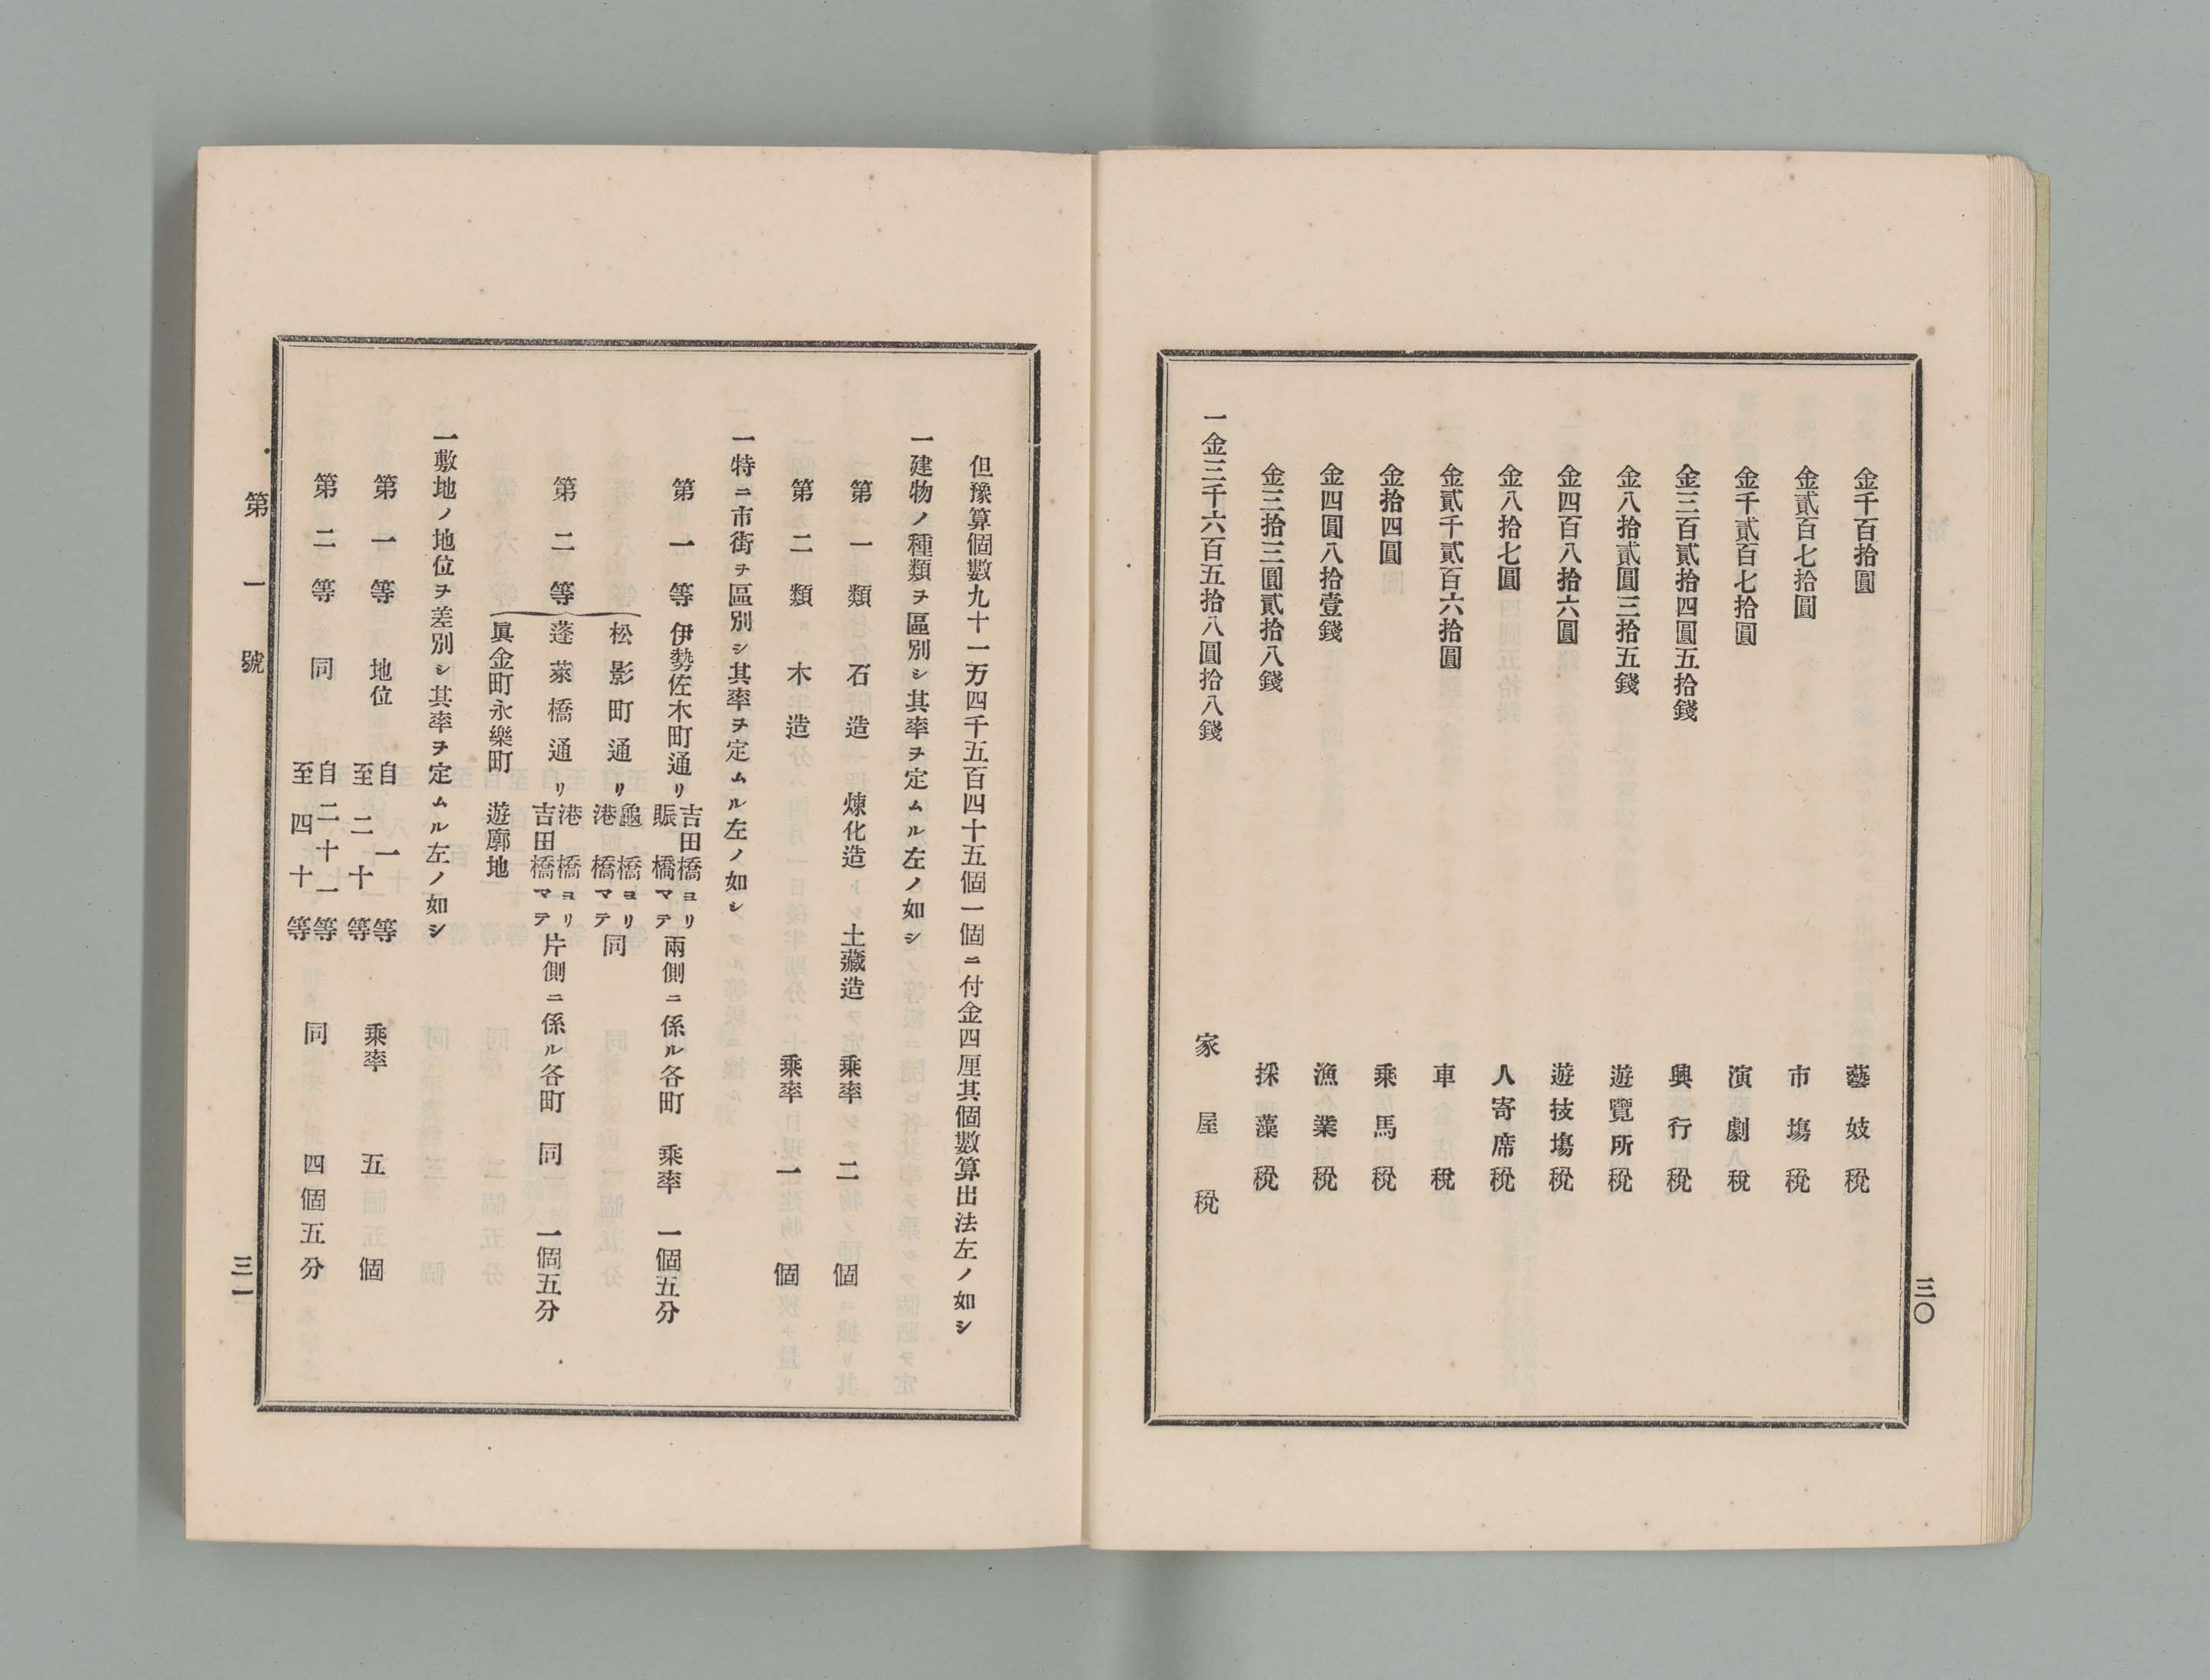 金千百拾圓　藝妓稅
金貳百七拾圓　市塲稅
金千貳百七拾圓　演劇稅
金三百貳拾四圓五拾錢　興行稅
金八拾貳圓三拾五錢　遊覽所稅
金四百八拾六圓　遊技塲稅
金八拾七圓　人寄席稅
金貳千貳百六拾圓　車稅
金拾四圓　乘馬稅
金四圓八拾壹錢　漁業稅
金三拾三圓貳拾八錢　採藻稅
一金三千六百五拾八圓拾八錢　家屋稅
三〇
但豫算個數九十一万四千五百四十五個一個ニ付金四厘其個數算出法左ノ如シ
一建物ノ種類ヲ區別シ其率ヲ定ムル左ノ如シ
第一類　石造　煉化造　土藏造　乘率　二個
第二類　木造　乘率　一個
一特ニ市街ヲ區別シ其率ヲ定ムル左ノ如シ
第一等　伊勢佐木町通リ　吉田橋ヨリ賑橋マテ　兩側ニ係ル各町　乘率　一個五分
第二等　松影町通リ　龜橋ヨリ港橋マテ　同
蓬萊橋通リ　港橋ヨリ吉田橋マテ　片側ニ係ル各町　同　一個五分
眞金町永樂町　遊廓地
一敷地ノ地位ヲ差別シ其率ヲ定ムル左ノ如シ
第一等　地位　自一等至二十等　乘率　五個
第二等　同　自二十一等至四十等　同　四個五分
第一號
三一